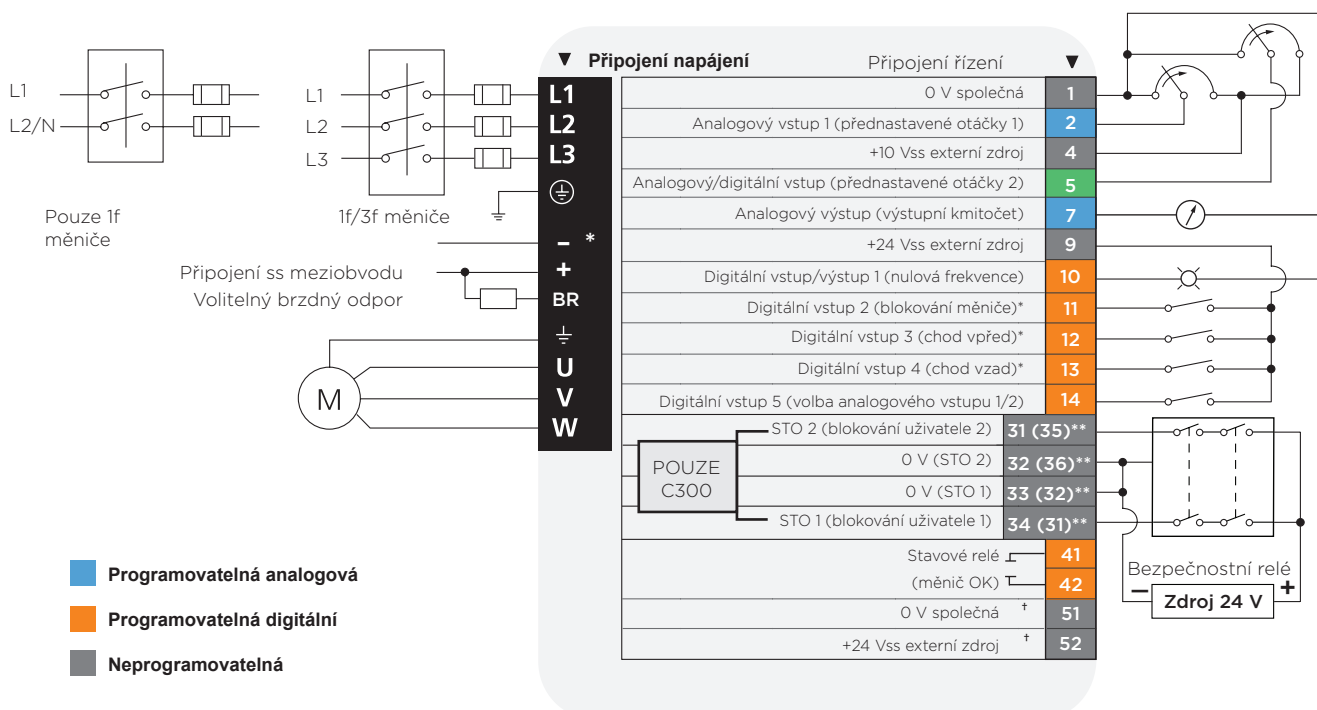 ▼ Připojení napájení
Připojení řízení ▼
L1
L2/N
Pouze 1f
měniče
L1
L2
L3
1f/3f měniče
L1
L2
L3
– *
+
BR
U
V
W
Připojení ss meziobvodu
Volitelný brzdný odpor
M
0 V společná 1
Analogový vstup 1 (přednastavené otáčky 1) 2
+10 Vss externí zdroj 4
Analogový/digitální vstup (přednastavené otáčky 2) 5
Analogový výstup (výstupní kmitočet) 7
+24 Vss externí zdroj 9
Digitální vstup/výstup 1 (nulová frekvence) 10
Digitální vstup 2 (blokování měniče)* 11
Digitální vstup 3 (chod vpřed)* 12
Digitální vstup 4 (chod vzad)* 13
Digitální vstup 5 (volba analogového vstupu 1/2) 14
STO 2 (blokování uživatele 2) 31 (35)**
0 V (STO 2) 32 (36)**
0 V (STO 1) 33 (32)**
STO 1 (blokování uživatele 1) 34 (31)**
POUZE
C300
Stavové relé 41
(měnič OK) 42
0 V společná † 51
+24 Vss externí zdroj † 52
Bezpečnostní relé
– +
Zdroj 24 V
Programovatelná analogová
Programovatelná digitální
Neprogramovatelná